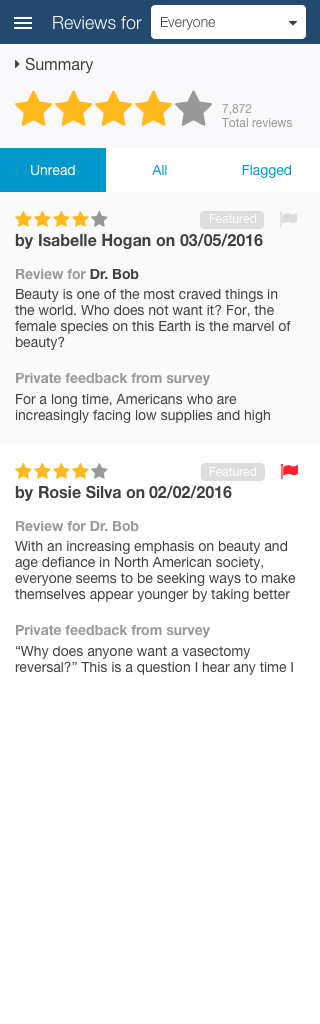 Reviews for Everyone
Summary
7,872
Total reviews
Unread All Flagged
Featured
by Isabelle Hogan on 03/05/2016
Review for Dr. Bob
Beauty is one of the most craved things in
the world. Who does not want it? For, the
female species on this Earth is the marvel of
beauty?
Private feedback from survey
For a long time, Americans who are
increasingly facing low supplies and high
Featured
by Rosie Silva on 02/02/2016
Review for Dr. Bob
With an increasing emphasis on beauty and
age defiance in North American society,
everyone seems to be seeking ways to make
themselves appear younger by taking better
Private feedback from survey
“Why does anyone want a vasectomy
reversal?” This is a question I hear any time I